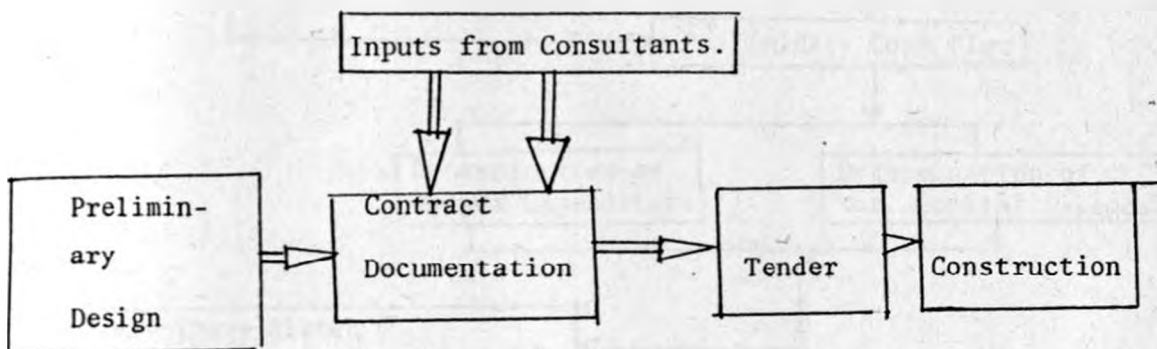 Inputs from Consultants.
Prelimin-
ary
Design
Contract
Documentation
Tender
Construction